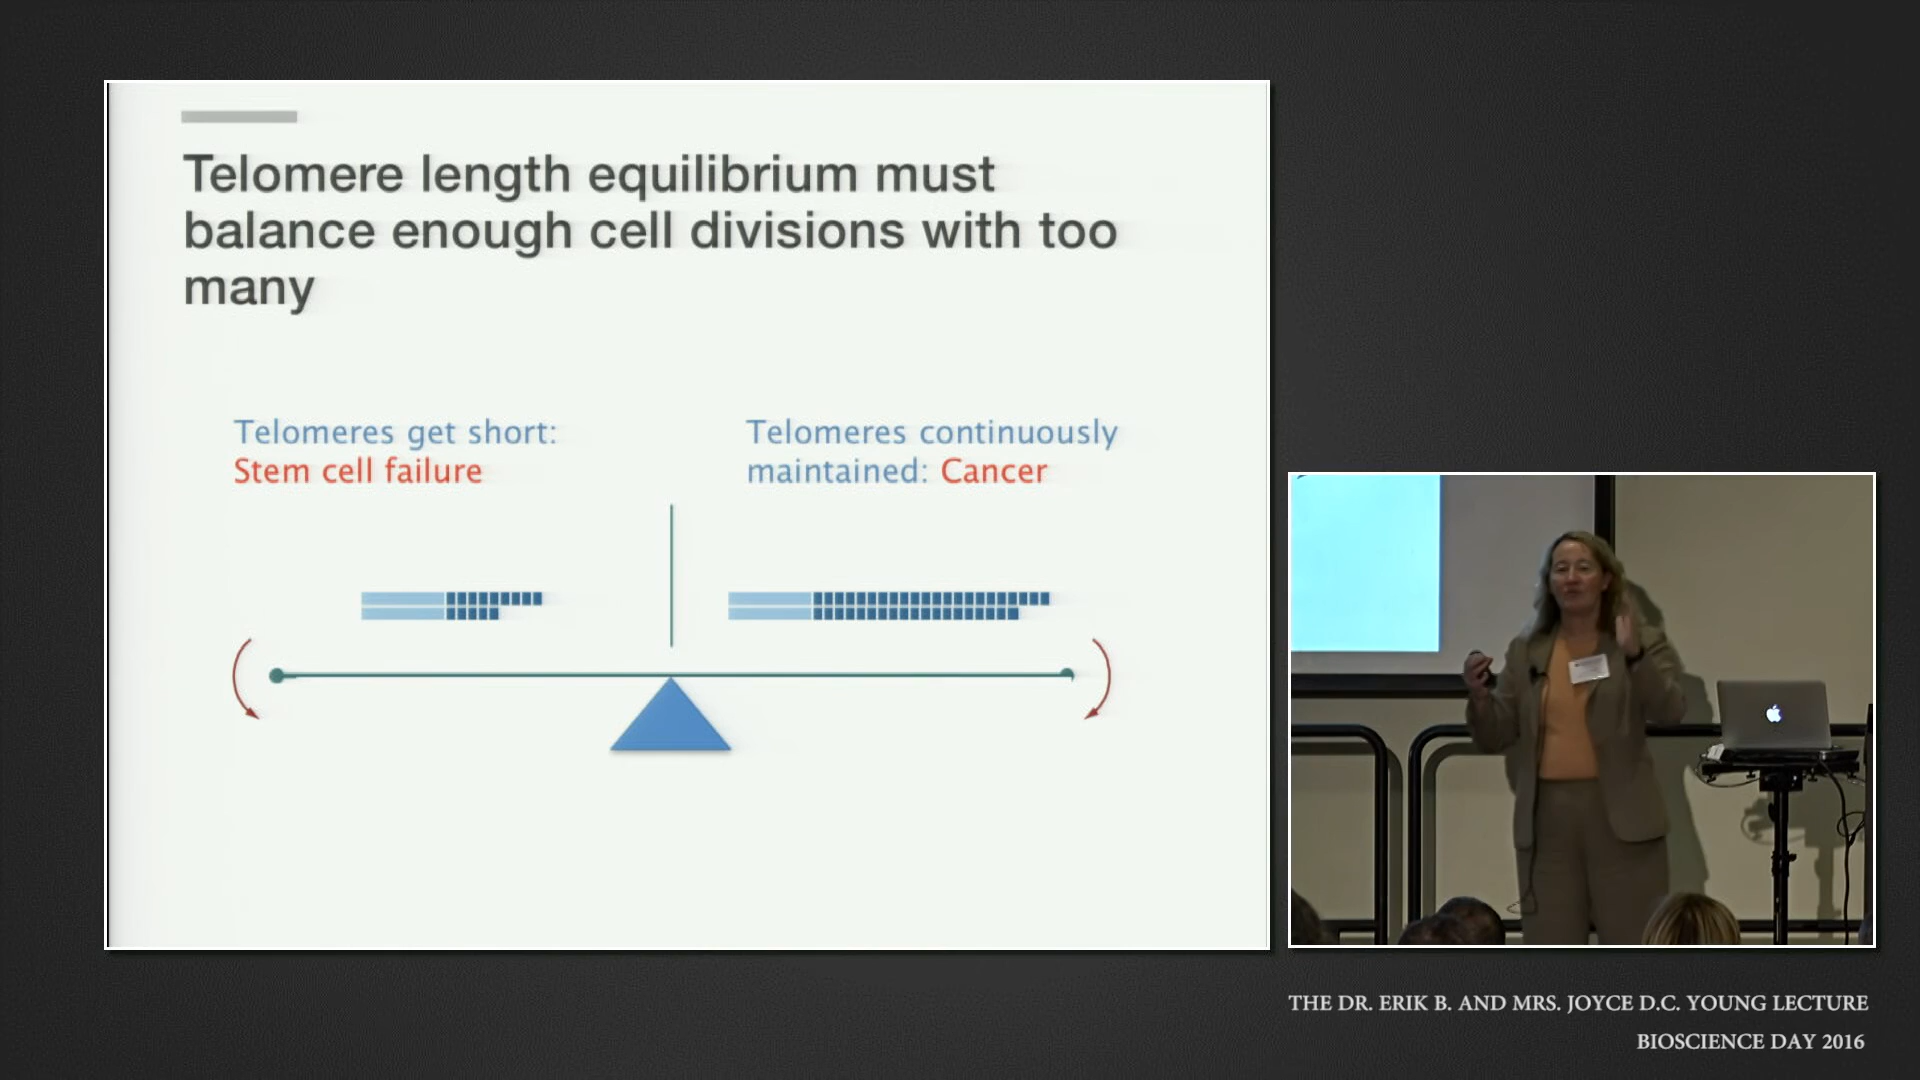 Telomere length equilibrium must
balance enough cell divisions with too
many
Telomeres get short:
Stem cell failure
Telomeres continuously
maintained: Cancer
THE DR. ERIK B. AND MRS. JOYCE D.C. YOUNG LECTURE
BIOSCIENCE DAY 2016